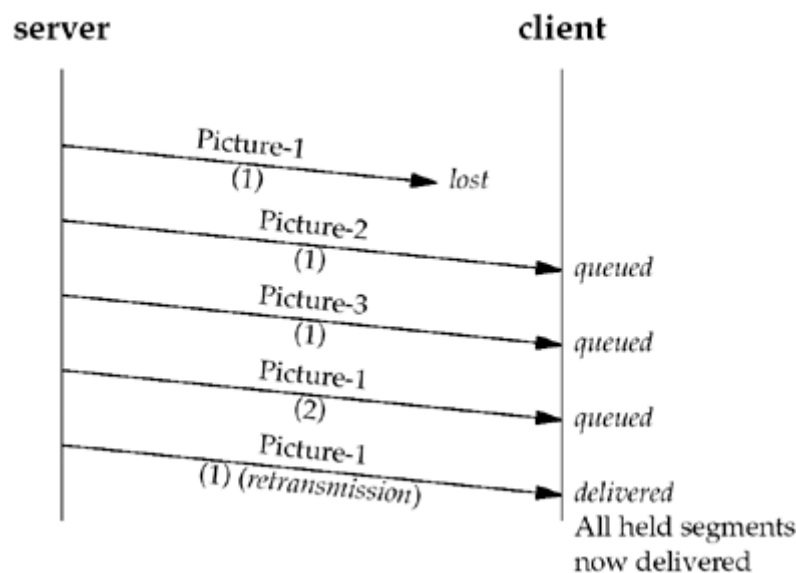 server
client
Picture-1
(1)
lost
Picture-2
(1)
queued
Picture-3
(1)
queued
Picture-1
(2)
queued
Picture-1
(1) (retransmission)
delivered
All held segments
now delivered